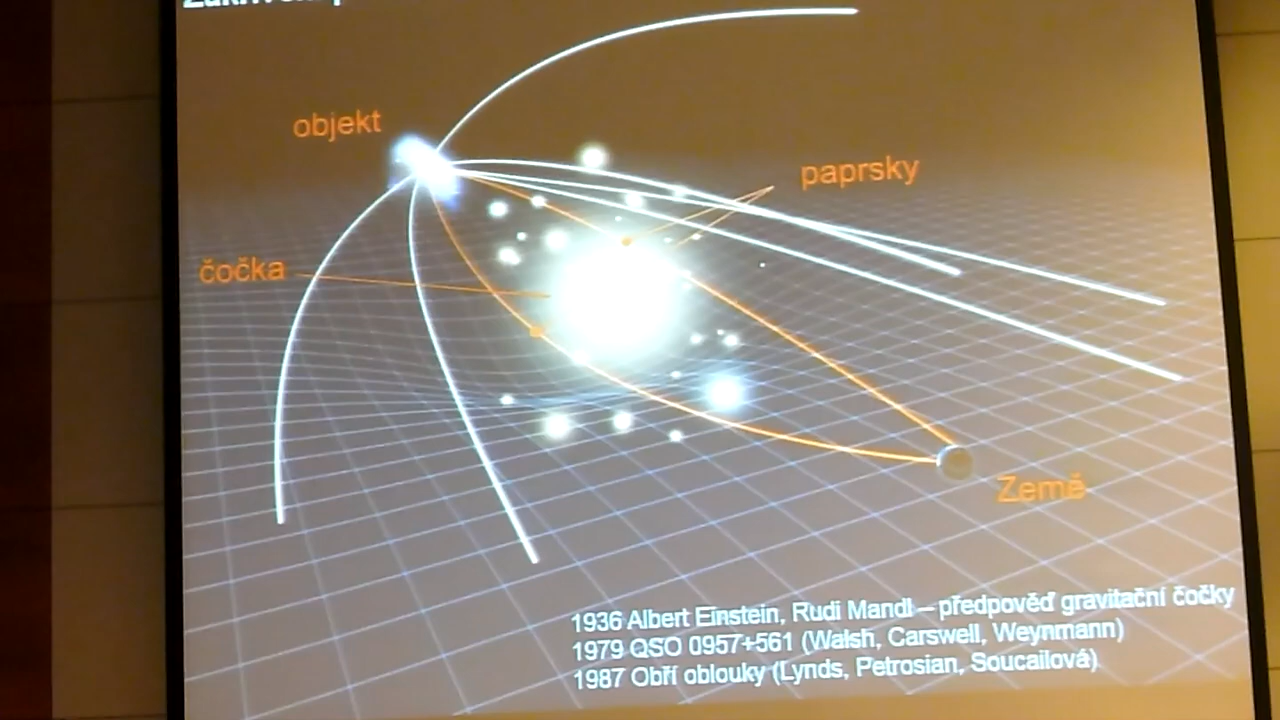 objekt
paprsky
čočka
Země
1936 Albert Einstein, Rudi Mandl – předpověď gravitační čočky
1979 QSO 0957+561 (Walsh, Carswell, Weynmann)
1987 Obří oblouky (Lynds, Petrosian, Soucailová)